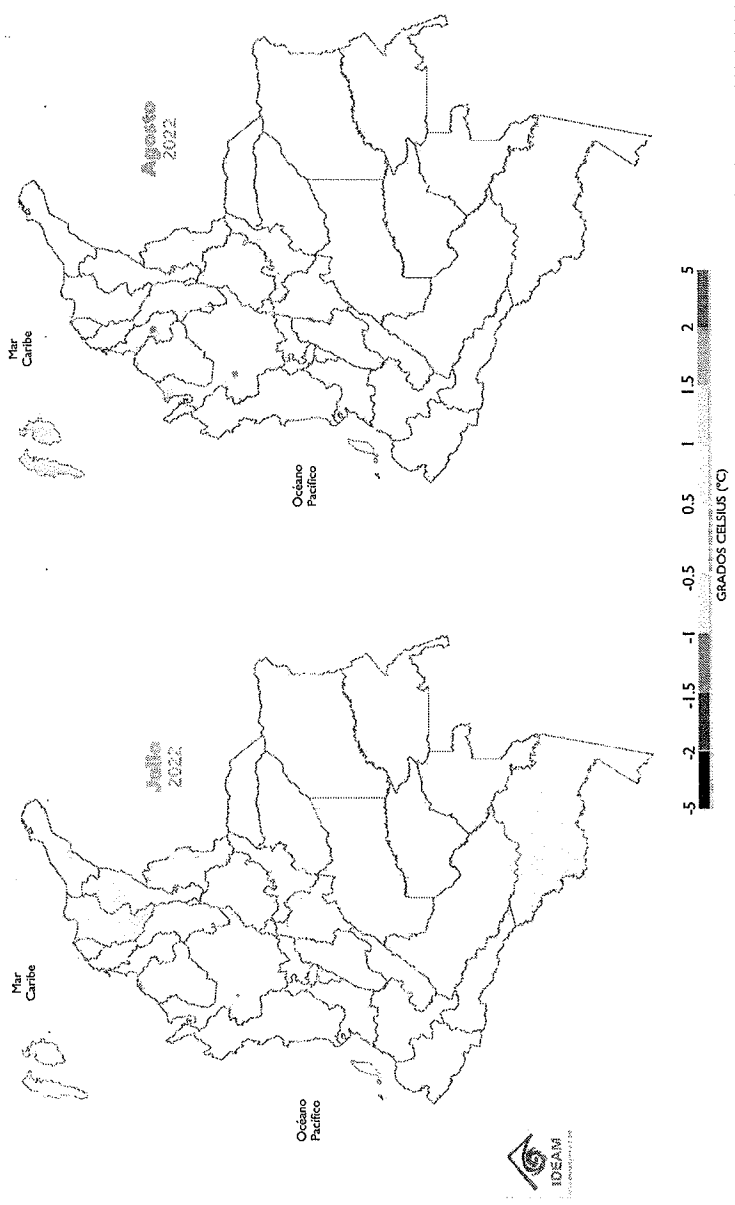 Mar
Caribe
Julio
2022
Océano
Pacífico
Mar
Caribe
Agosto
2022
Océano
Pacífico
-5 -2 -1.5 -1 -0.5 0.5 1 1.5 2 5
GRADOS CELSIUS (°C)
IDEAM